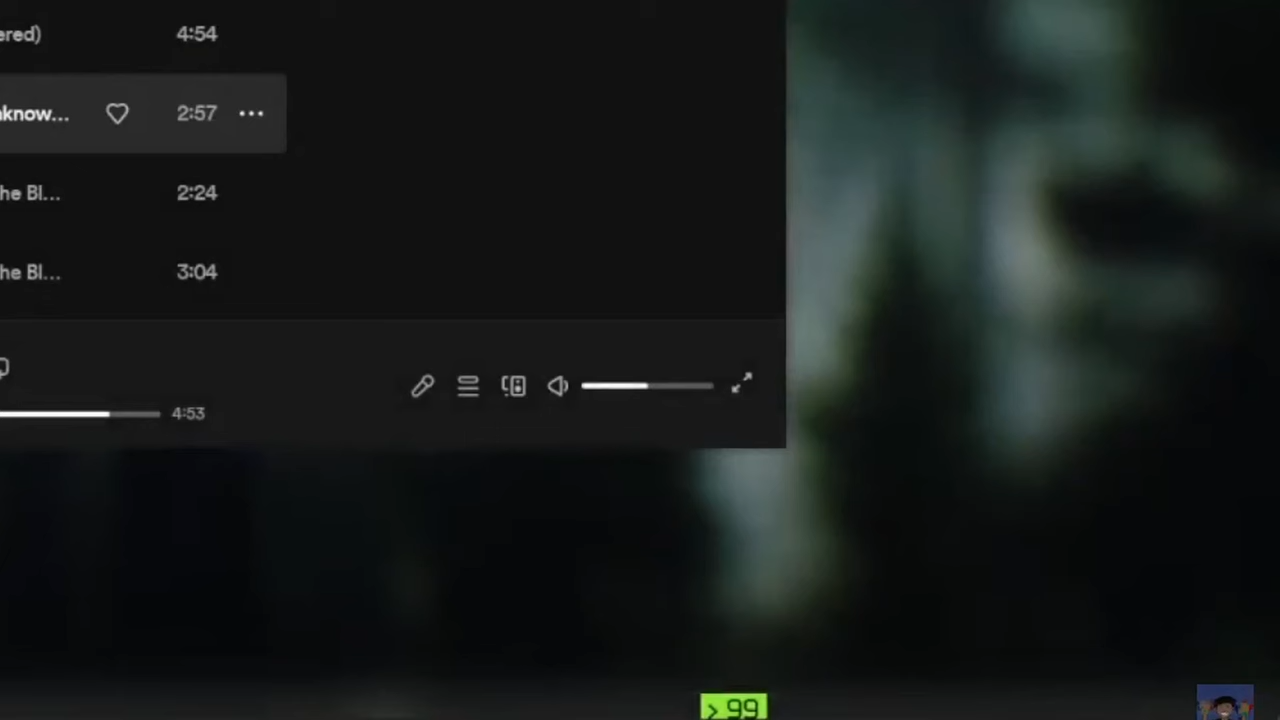 ered) 4:54
know... 2:57
he Bl... 2:24
he Bl... 3:04
4:53
> 99